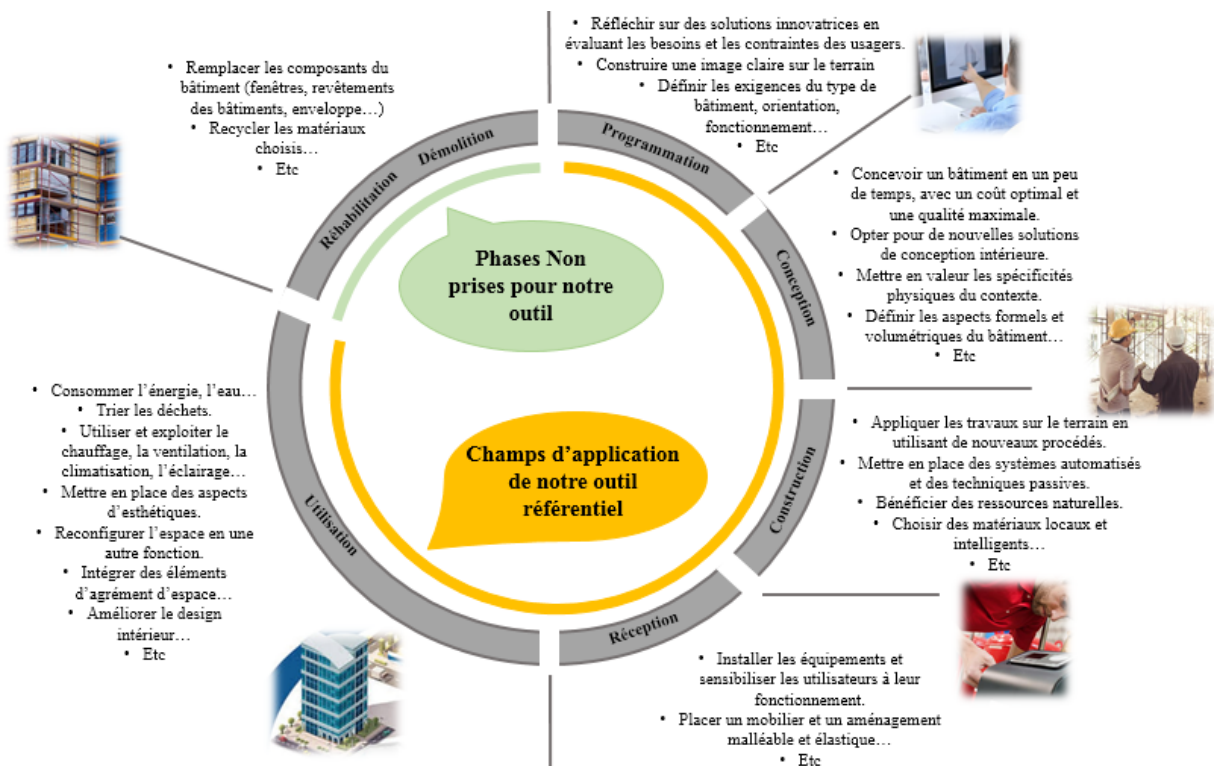 • Réfléchir sur des solutions innovatrices en
évaluant les besoins et les contraintes des usagers.
• Construire une image claire sur le terrain
• Définir les exigences du type de
bâtiment, orientation,
fonctionnement…
• Etc
• Remplacer les composants du
bâtiment (fenêtres, revêtements
des bâtiments, enveloppe…)
• Recycler les matériaux
choisis…
• Etc
Réhabilitation
Démolition
Programmation
Conception
Construction
Réception
Utilisation
Phases Non
prises pour notre
outil
Champs d’application
de notre outil
référentiel
• Concevoir un bâtiment en un peu
de temps, avec un coût optimal et
une qualité maximale.
• Opter pour de nouvelles solutions
de conception intérieure.
• Mettre en valeur les spécificités
physiques du contexte.
• Définir les aspects formels et
volumétriques du bâtiment…
• Etc
• Appliquer les travaux sur le terrain en
utilisant de nouveaux procédés.
• Mettre en place des systèmes automatisés
et des techniques passives.
• Bénéficier des ressources naturelles.
• Choisir des matériaux locaux et
intelligents…
• Etc
• Installer les équipements et
sensibiliser les utilisateurs à leur
fonctionnement.
• Placer un mobilier et un aménagement
malléable et élastique…
• Etc
• Consommer l’énergie, l’eau…
• Trier les déchets.
• Utiliser et exploiter le
chauffage, la ventilation, la
climatisation, l’éclairage…
• Mettre en place des aspects
d’esthétiques.
• Reconfigurer l’espace en une
autre fonction.
• Intégrer des éléments
d’agrément d’espace…
• Améliorer le design
intérieur…
• Etc